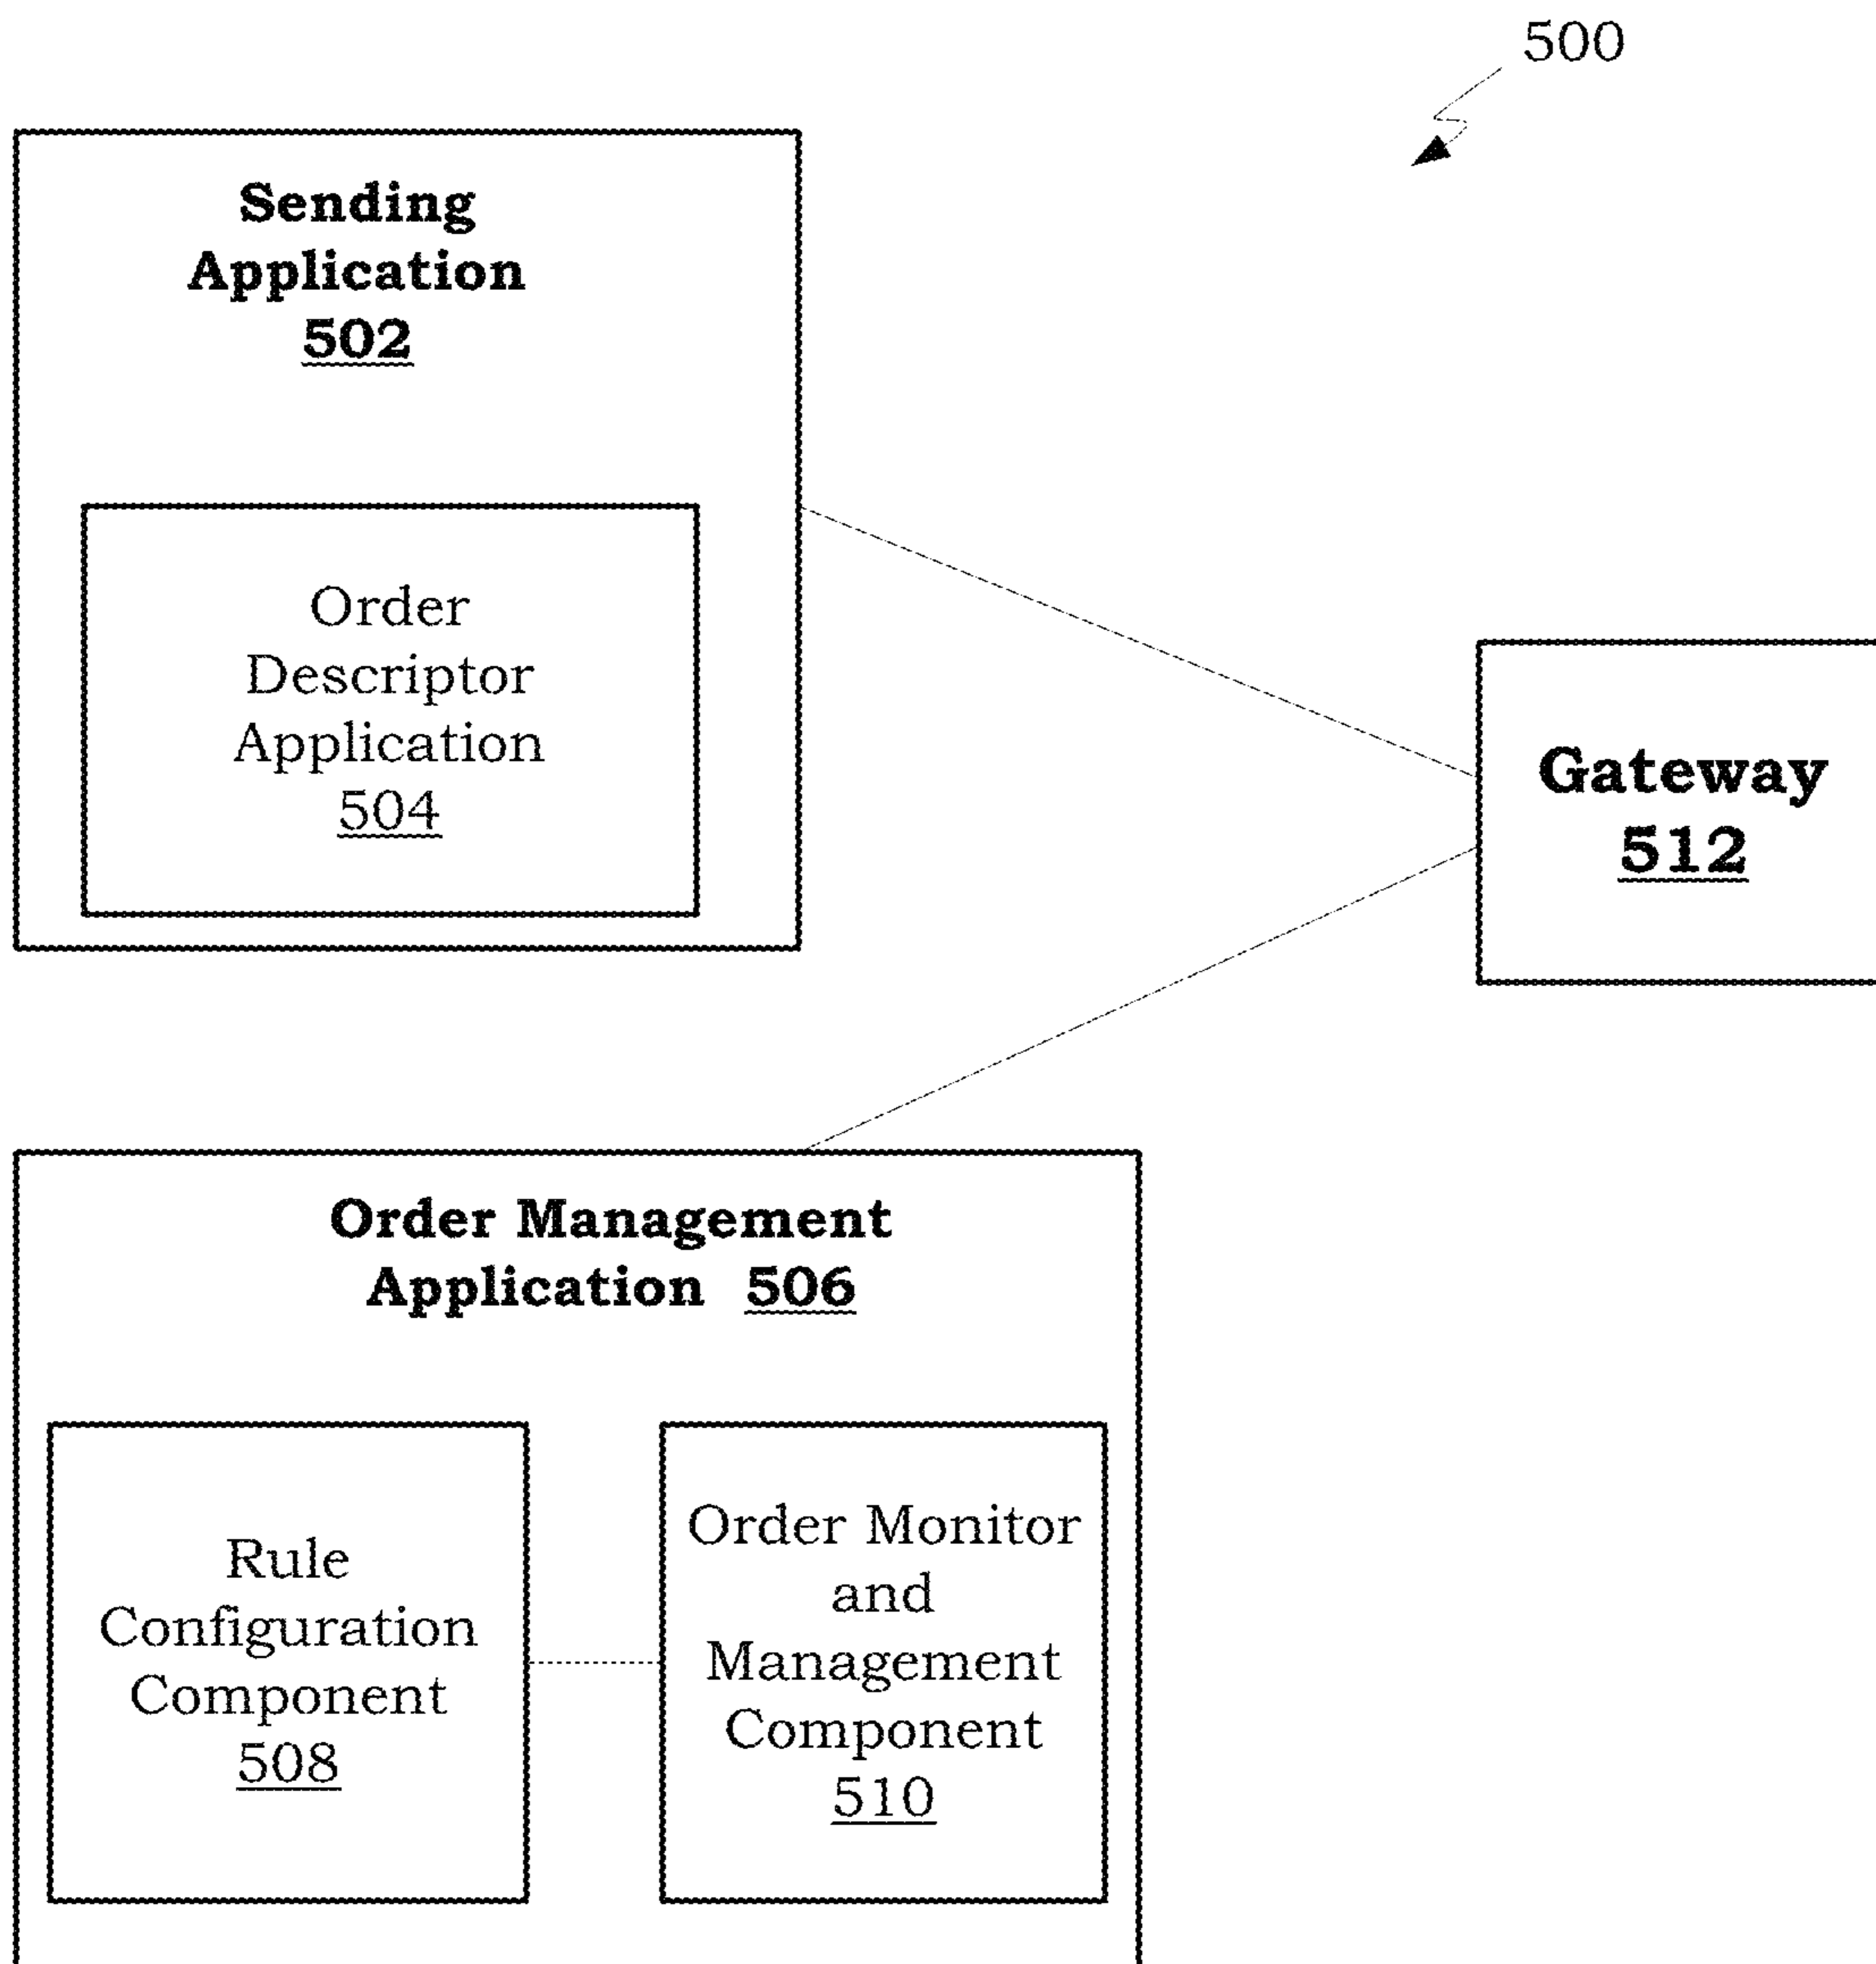 500
Sending
Application
502
Order
Descriptor
Application
504
Gateway
512
Order Management
Application 506
Rule
Configuration
Component
508
Order Monitor
and
Management
Component
510